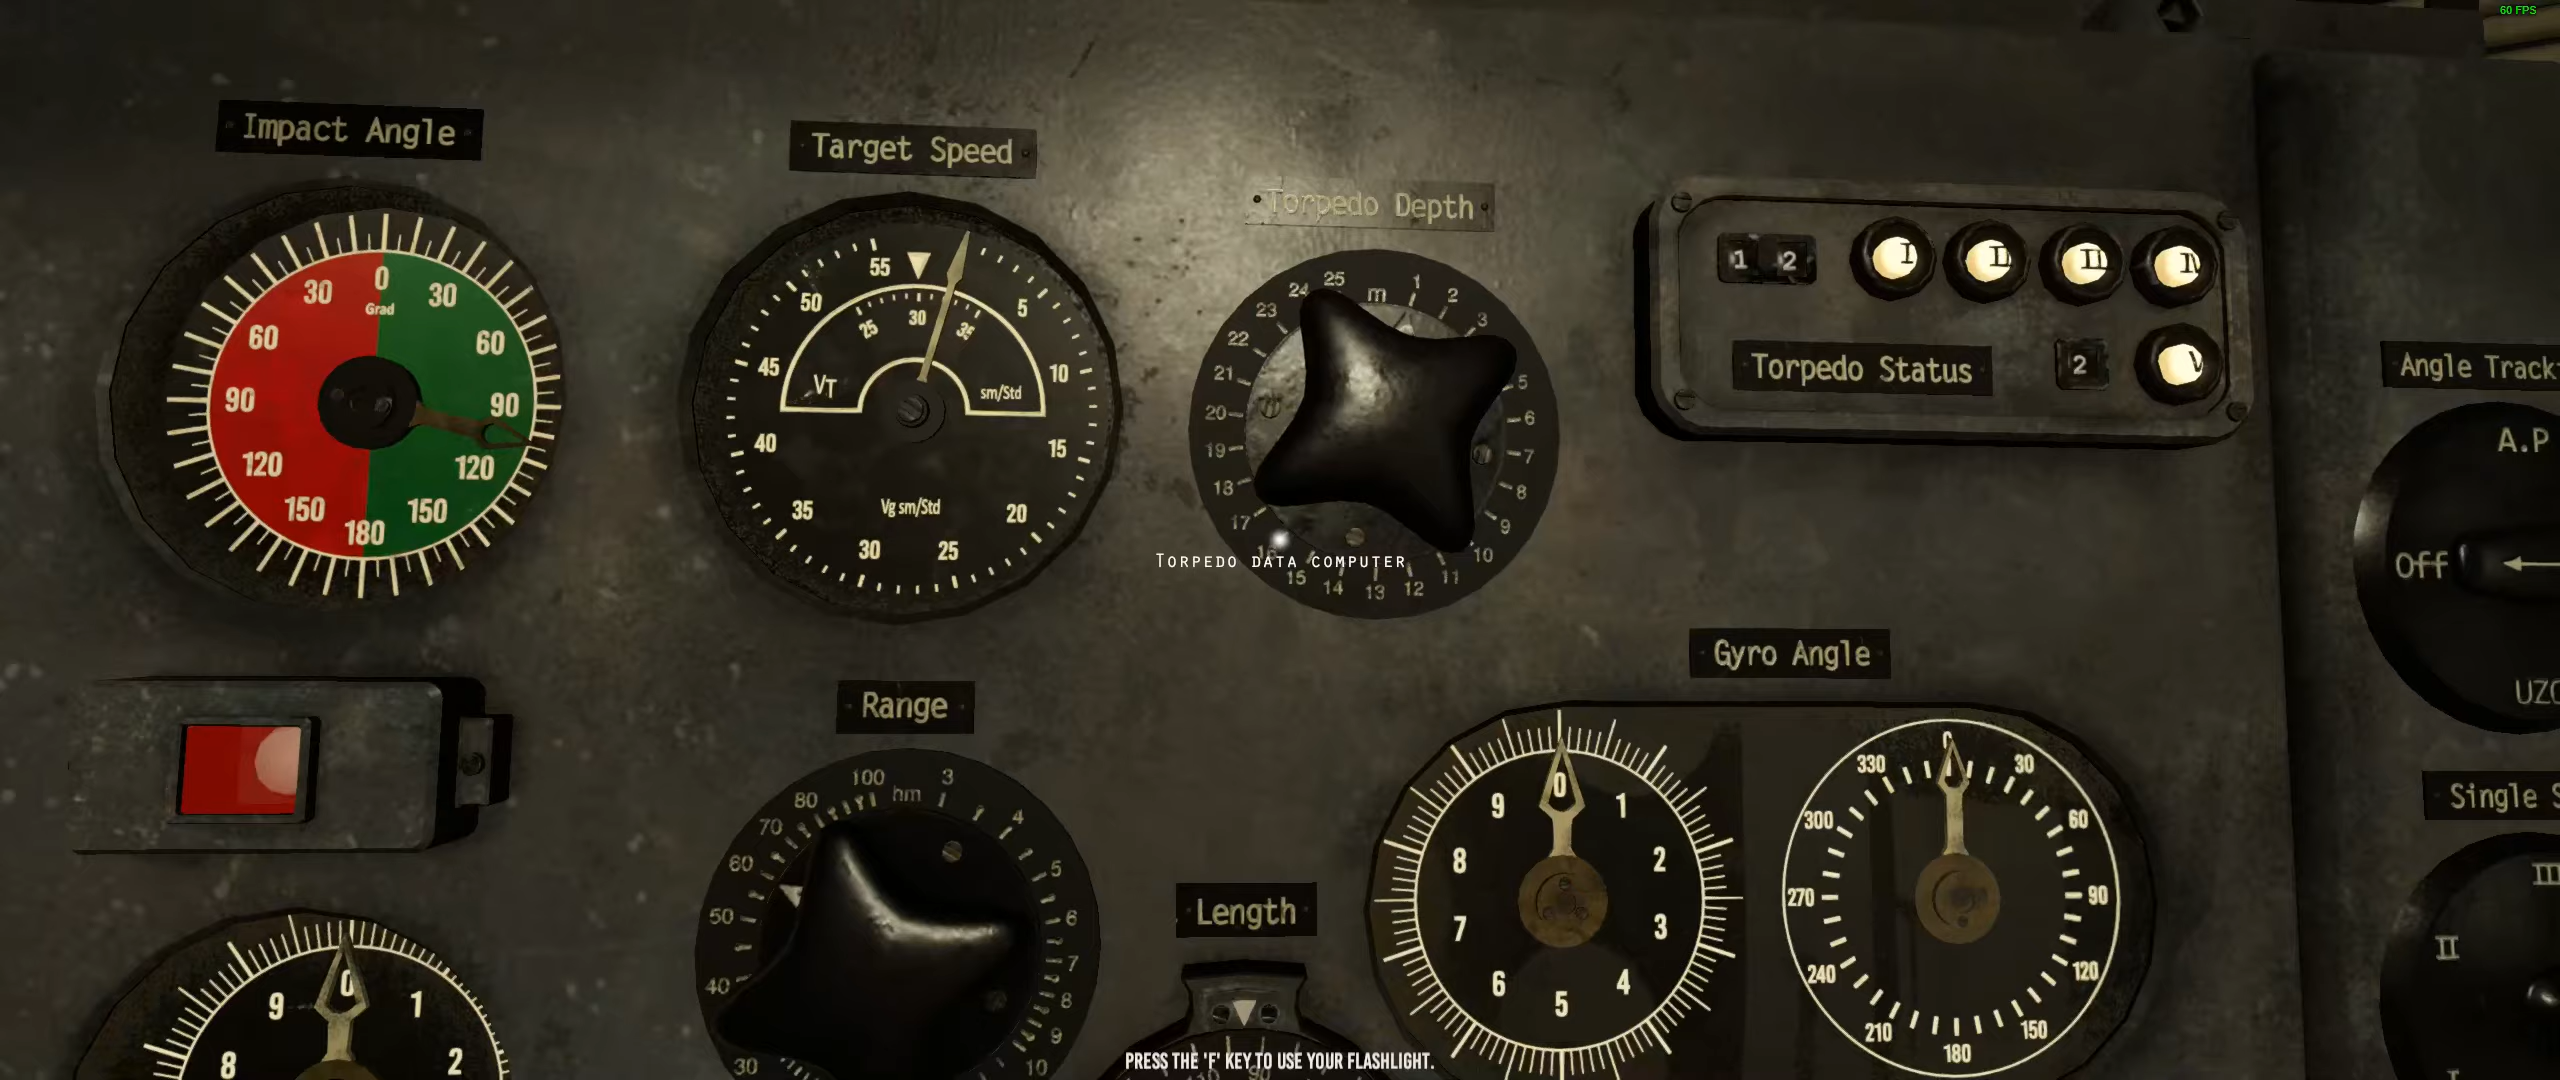 60 FPS
Impact Angle
0
Grad
30 30
60 60
90 90
120 120
150 150
180
Target Speed
55
50 5
25 30 35
45 10
VT sm/Std
40 15
35 Vg sm/Std 20
30 25
Torpedo Depth
m
1
2
3
5
6
7
8
9
10
11
12
13
14
15
16
17
18
19
20
21
22
23
24
25
Torpedo data computer
1 2 I II III IV
Torpedo Status 2 V
Angle Track
A.P
Off
UZO
Range
100 hm 3
80 4
70
60 5
50 6
7
40 8
9
30 10
Length
90
Gyro Angle
0
9 1
8 2
7 3
6 4
5
0
330 30
300 60
270 90
240 120
210 150
180
Single S
III
II
I
0
9 1
8 2
PRESS THE 'F' KEY TO USE YOUR FLASHLIGHT.